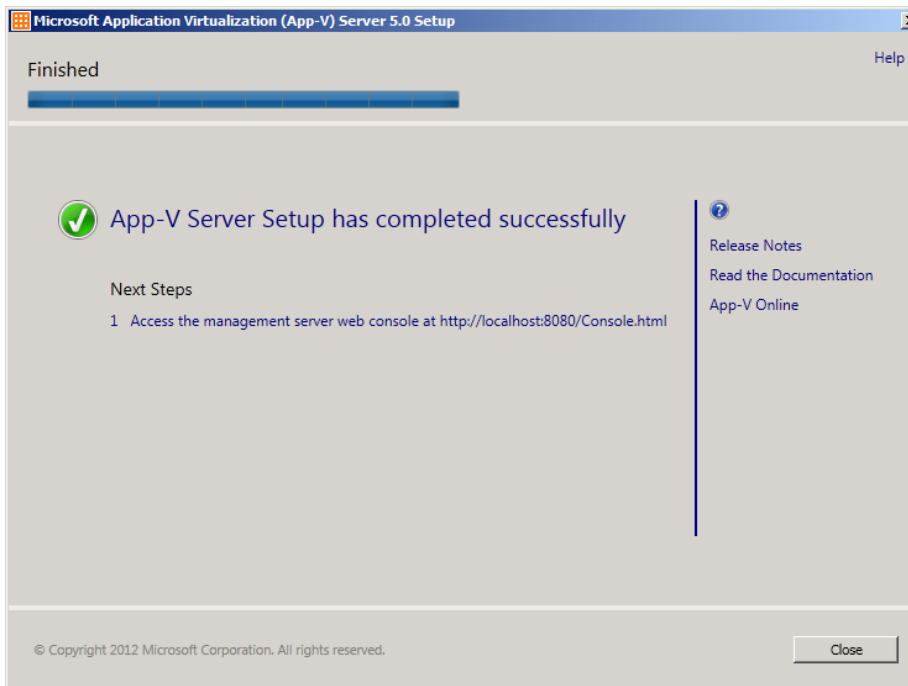 Microsoft Application Virtualization (App-V) Server 5.0 Setup
Help
Finished
App-V Server Setup has completed successfully
Next Steps
1 Access the management server web console at http://localhost:8080/Console.html
Release Notes
Read the Documentation
App-V Online
© Copyright 2012 Microsoft Corporation. All rights reserved.
Close